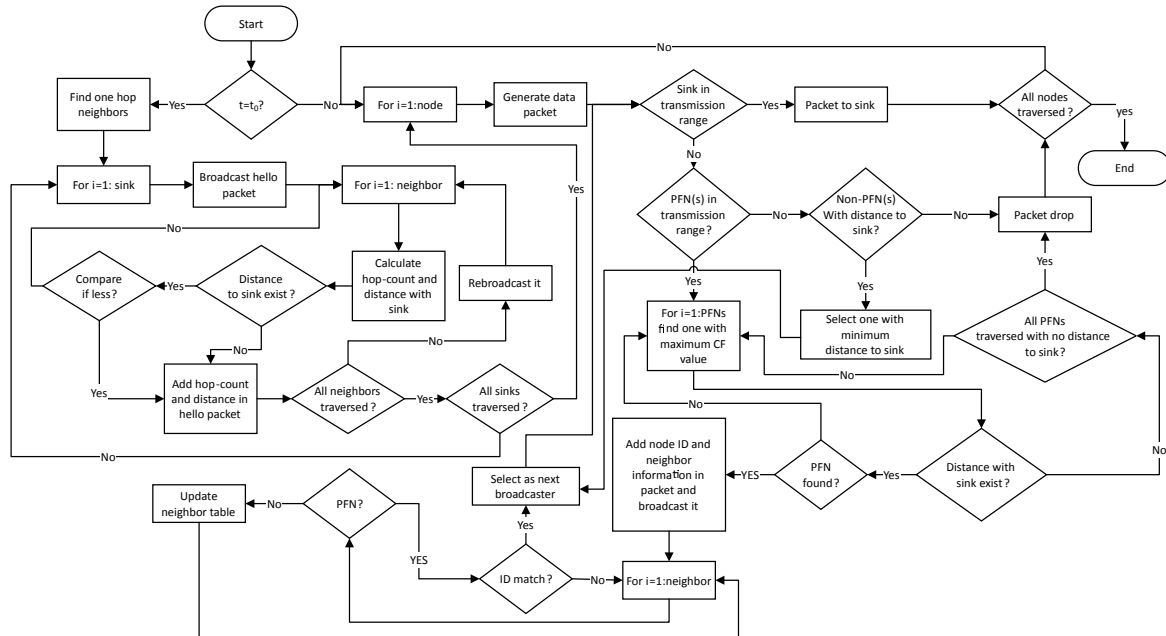 Start
No
t=t₀?
Yes
No
Find one hop
neighbors
For i=1:node
Generate data
packet
Sink in
transmission
range
Yes
Packet to sink
All nodes
traversed ?
yes
End
No
For i=1: sink
Broadcast hello
packet
For i=1: neighbor
Yes
No
PFN(s) in
transmission
range?
No
Non-PFN(s)
With distance to
sink?
No
Packet drop
Compare
if less?
Yes
Distance
to sink exist ?
Calculate
hop-count and
distance with
sink
Rebroadcast it
Yes
Yes
Yes
For i=1:PFNs
find one with
maximum CF
value
Select one with
minimum
distance to sink
All PFNs
traversed with no distance
to sink?
No
No
No
Yes
Add hop-count
and distance in
hello packet
All neighbors
traversed ?
Yes
All sinks
traversed ?
No
No
Add node ID and
neighbor
information in
packet and
broadcast it
YES
PFN
found?
Yes
Distance with
sink exist ?
No
Update
neighbor table
No
PFN?
Select as next
broadcaster
Yes
YES
ID match ?
No
For i=1:neighbor